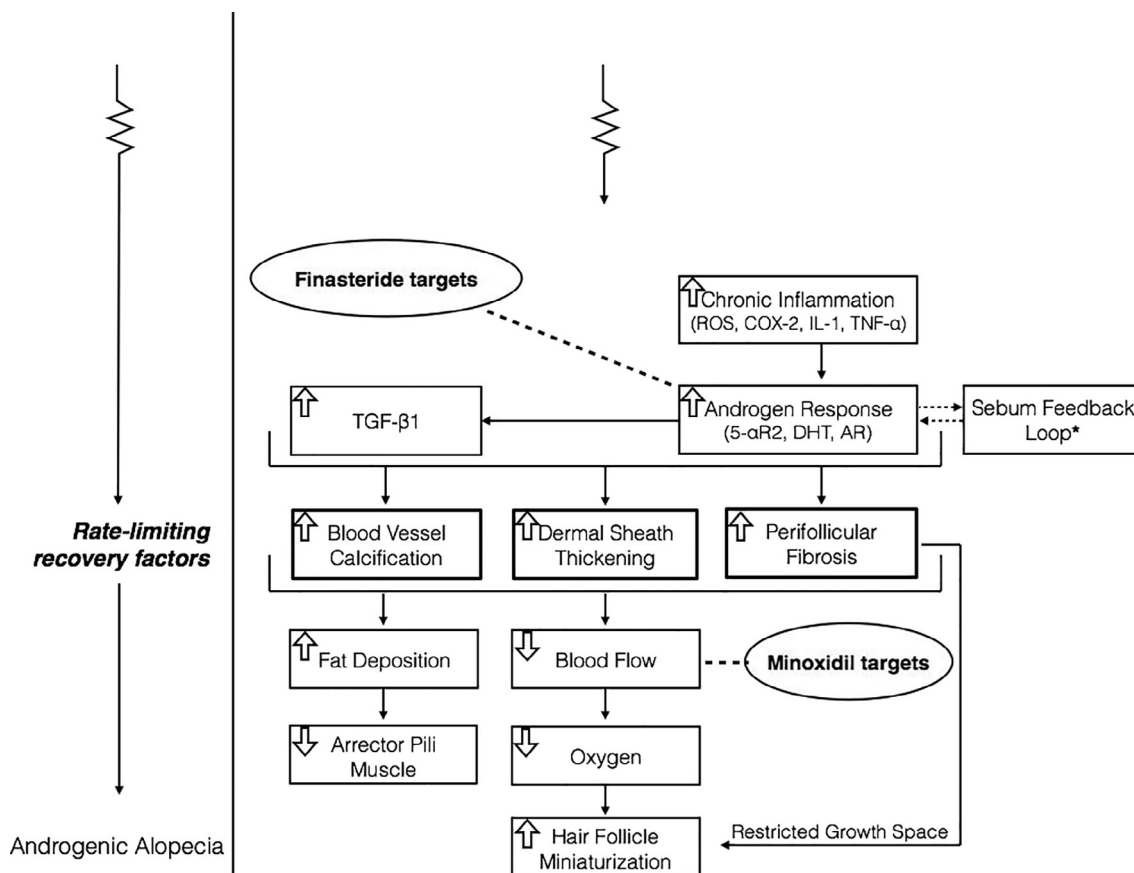 Finasteride targets
Chronic Inflammation
(ROS, COX-2, IL-1, TNF-α)
TGF-β1
Androgen Response
(5-αR2, DHT, AR)
Sebum Feedback
Loop*
Rate-limiting
recovery factors
Blood Vessel
Calcification
Dermal Sheath
Thickening
Perifollicular
Fibrosis
Fat Deposition
Blood Flow
Minoxidil targets
Arrector Pili
Muscle
Oxygen
Androgenic Alopecia
Hair Follicle
Miniaturization
Restricted Growth Space